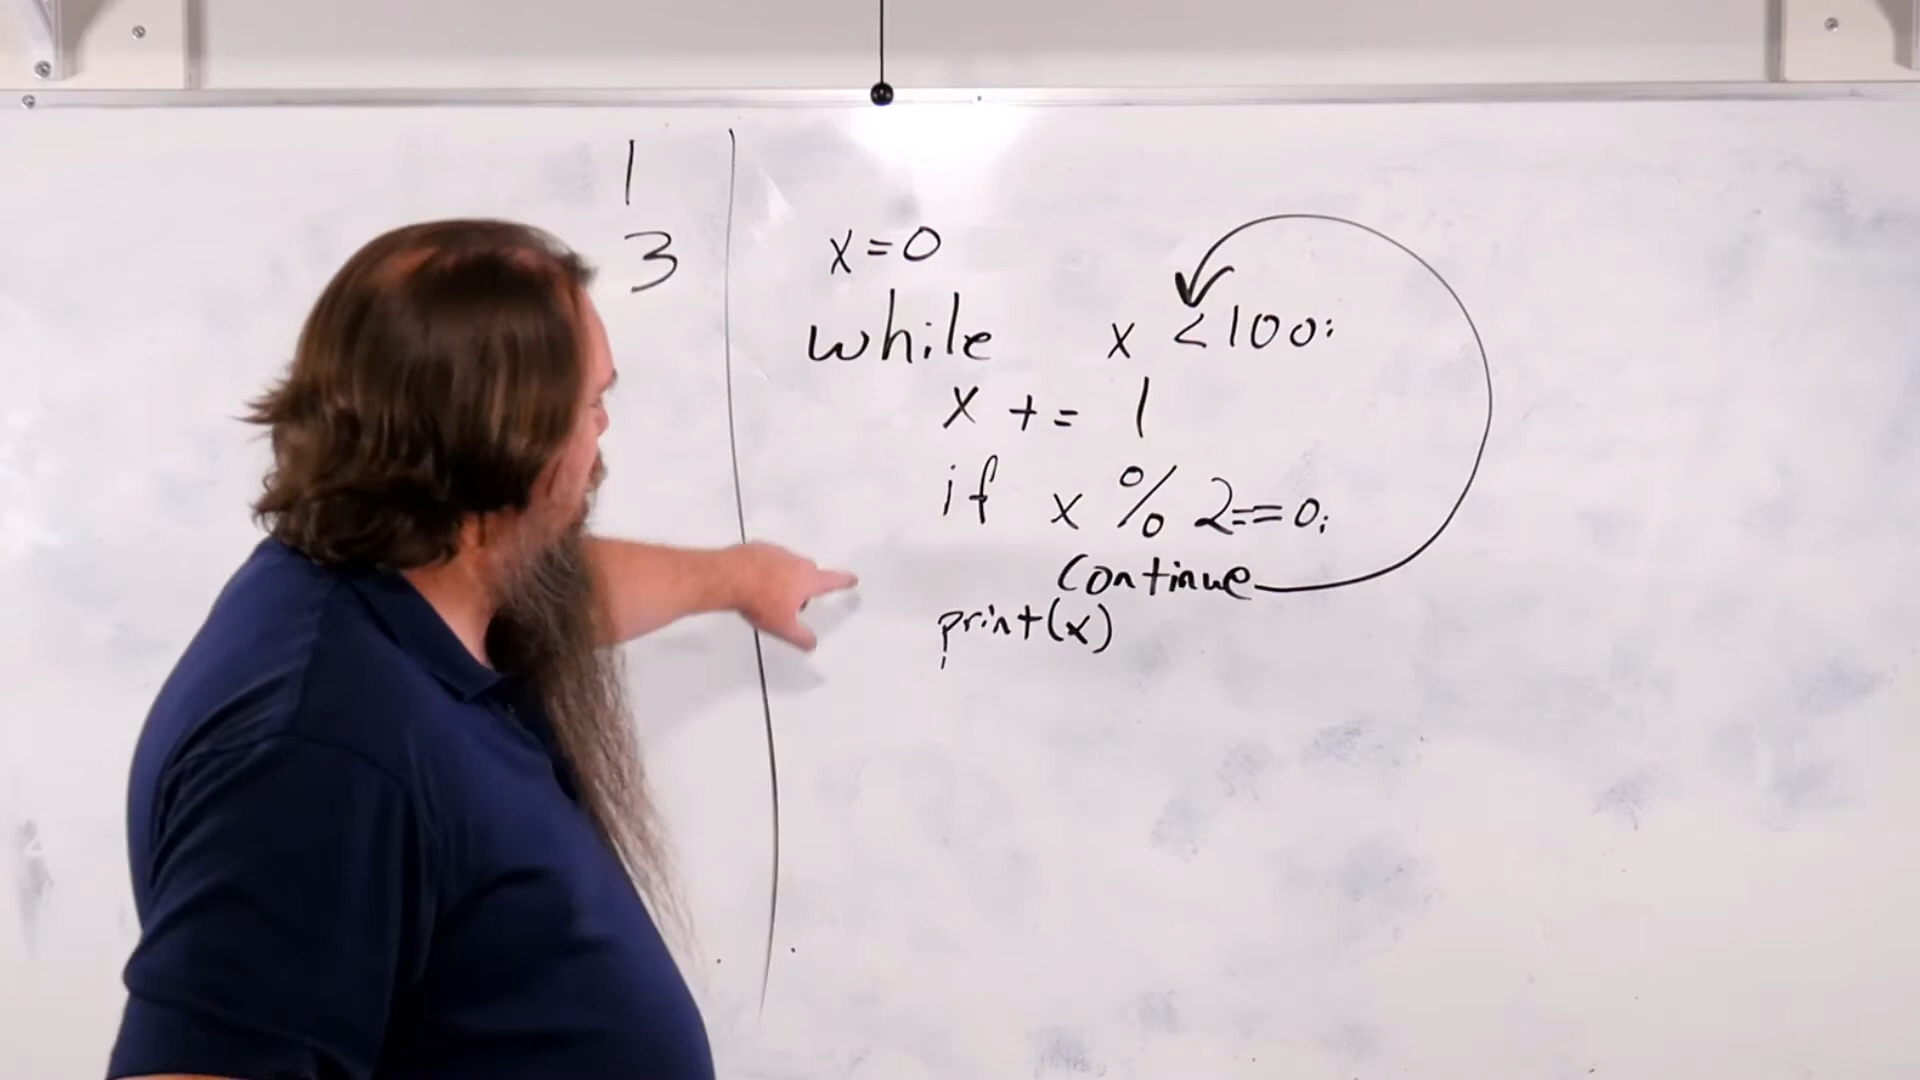 1
3
x=0
while x <100:
x += 1
if x % 2==0:
continue
print(x)